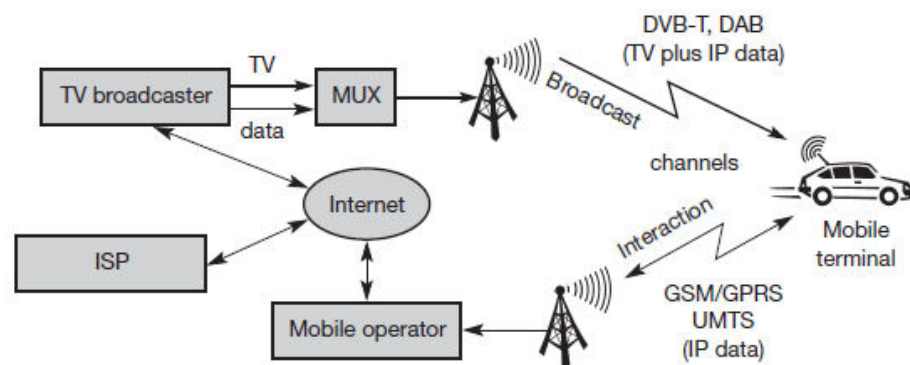 DVB-T, DAB
(TV plus IP data)
TV
TV broadcaster
MUX
data
Broadcast
channels
Internet
Interaction
Mobile
terminal
ISP
GSM/GPRS
UMTS
(IP data)
Mobile operator